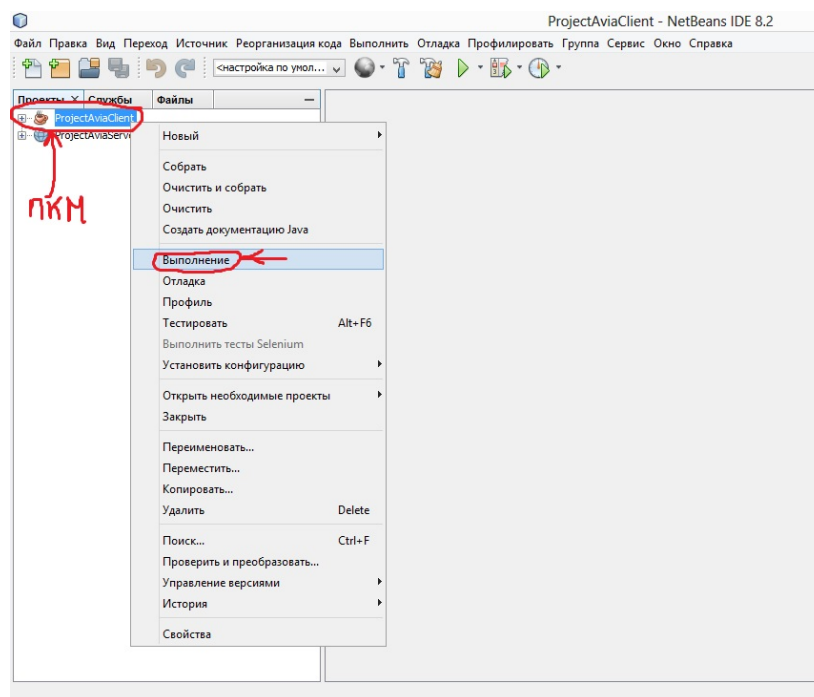 ProjectAviaClient - NetBeans IDE 8.2
Файл Правка Вид Переход Источник Реорганизация кода Выполнить Отладка Профилировать Группа Сервис Окно Справка
<настройка по умол...
Проекты Службы Файлы
ProjectAviaClient
ProjectAviaServ
ПКМ
Новый
Собрать
Очистить и собрать
Очистить
Создать документацию Java
Выполнение
Отладка
Профиль
Тестировать Alt+F6
Выполнить тесты Selenium
Установить конфигурацию
Открыть необходимые проекты
Закрыть
Переименовать...
Переместить...
Копировать...
Удалить Delete
Поиск... Ctrl+F
Проверить и преобразовать...
Управление версиями
История
Свойства